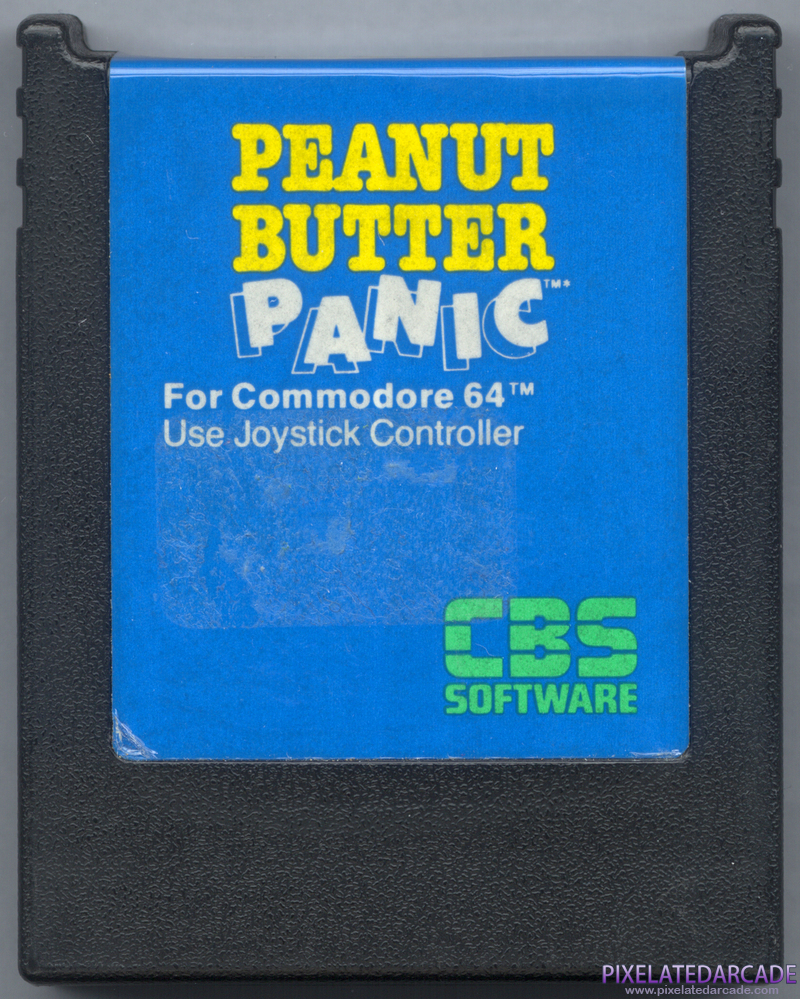 PEANUT
BUTTER
PANIC™*
For Commodore 64™
Use Joystick Controller
CBS
SOFTWARE
PIXELATEDARCADE
www.pixelatedarcade.com